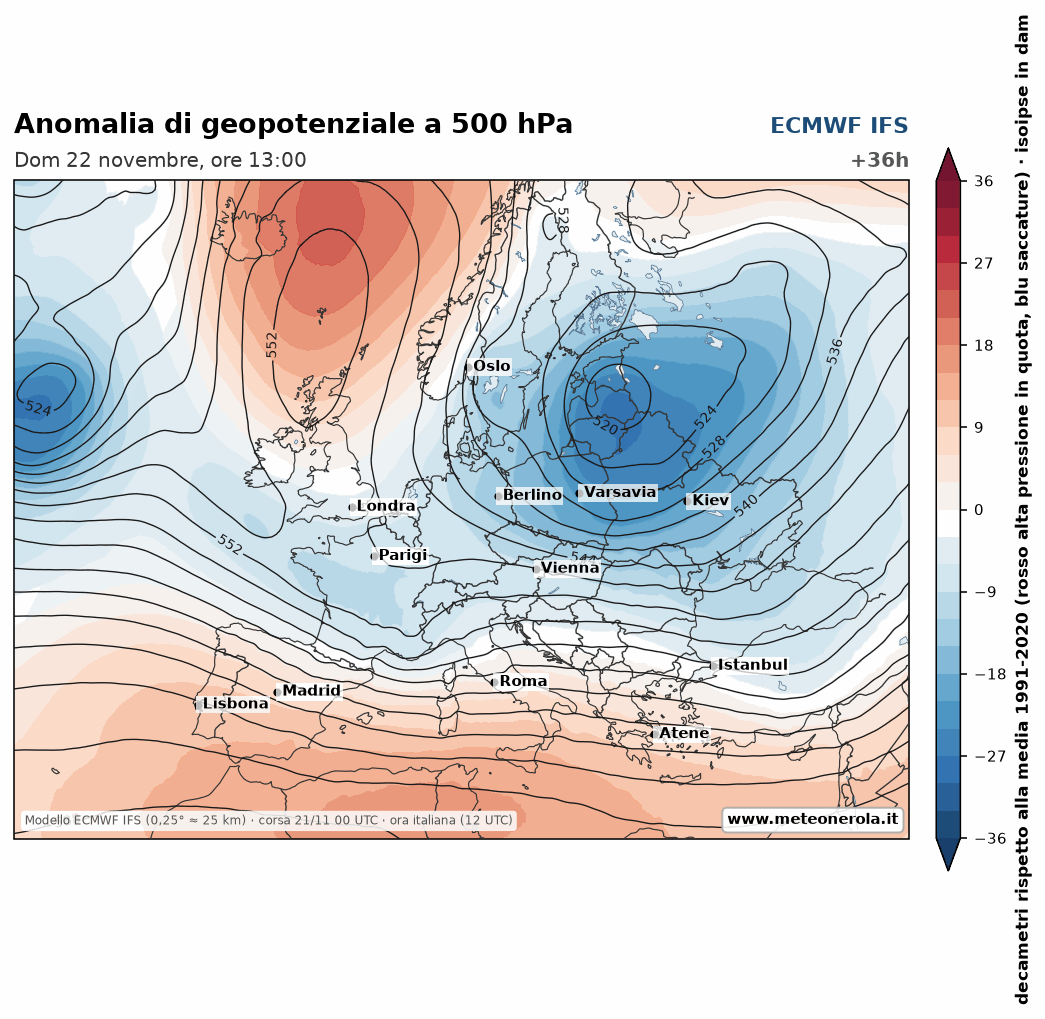 Anomalia di geopotenziale a 500 hPa
ECMWF IFS
Dom 22 novembre, ore 13:00
+36h
528
552
536
524
524
520
528
540
552
544
Oslo
Berlino
Varsavia
Kiev
Londra
Parigi
Vienna
Istanbul
Roma
Madrid
Lisbona
Atene
Modello ECMWF IFS (0,25° ≈ 25 km) · corsa 21/11 00 UTC · ora italiana (12 UTC)
www.meteonerola.it
36
27
18
9
0
−9
−18
−27
−36
decametri rispetto alla media 1991-2020 (rosso alta pressione in quota, blu saccature) · isoipse in dam